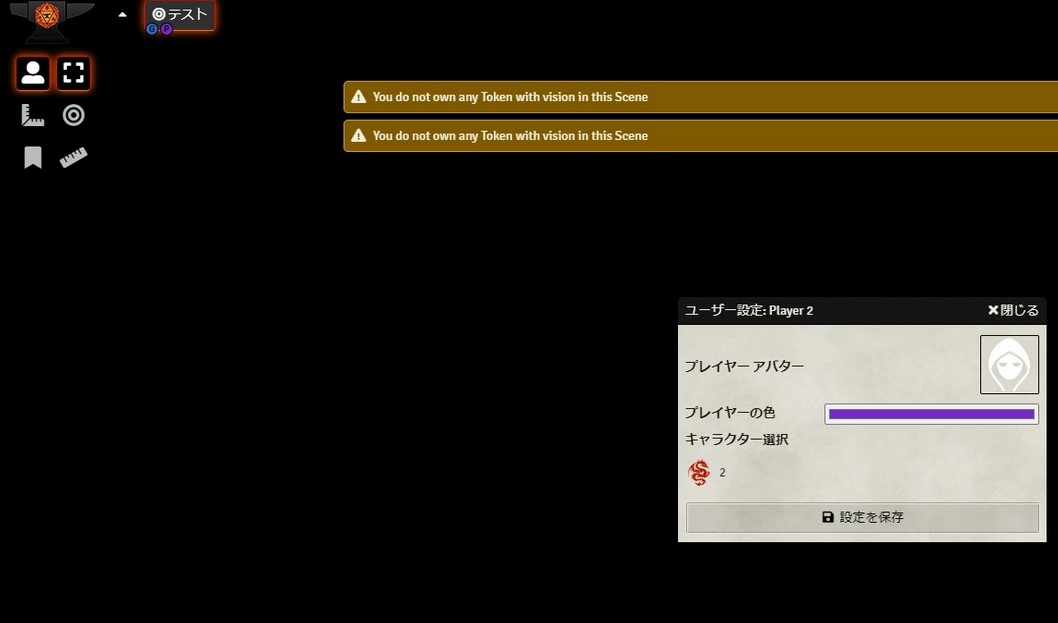 テスト
G P
You do not own any Token with vision in this Scene
You do not own any Token with vision in this Scene
ユーザー設定: Player 2
閉じる
プレイヤー アバター
プレイヤーの色
キャラクター選択
2
設定を保存